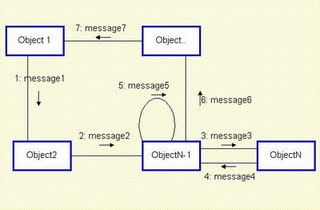 7: message7
Object 1
Object..
1: message1
5: message5
6: message6
2: message2
3: message3
Object2
ObjectN-1
ObjectN
4: message4